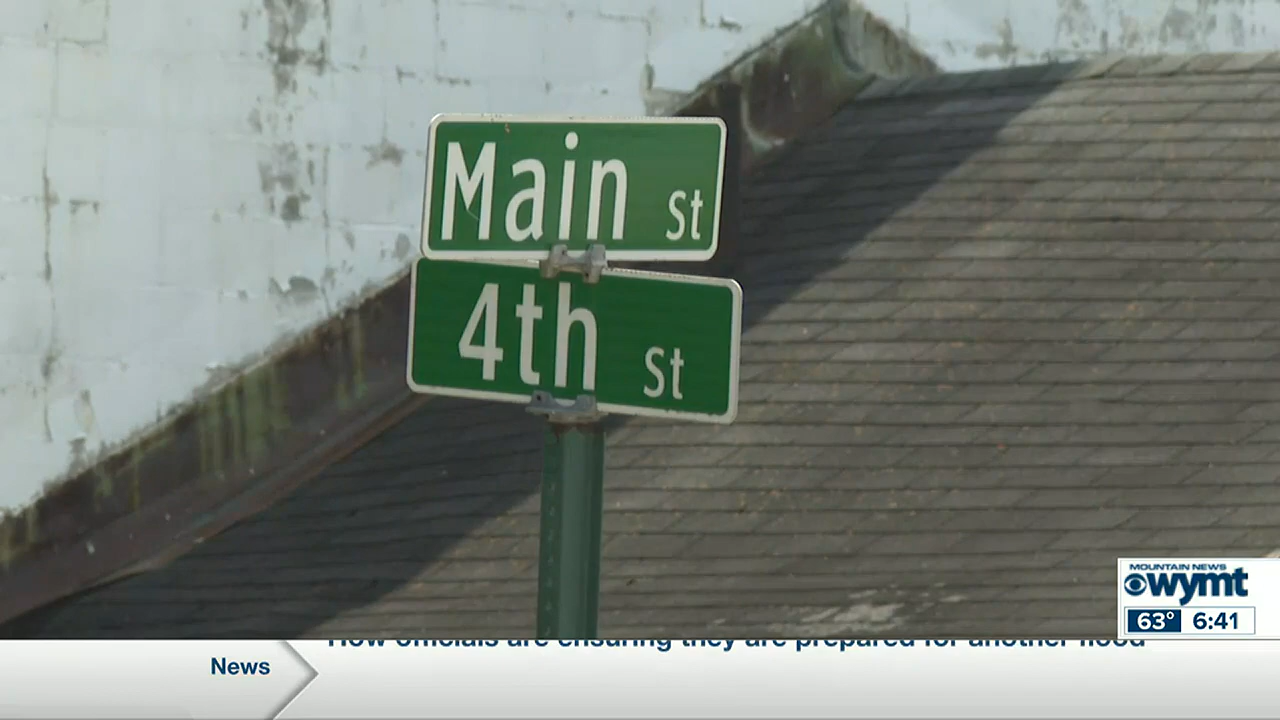 Main St
4th St
MOUNTAIN NEWS
wymt
63° 6:41
How officials are ensuring they are prepared for another flood
News